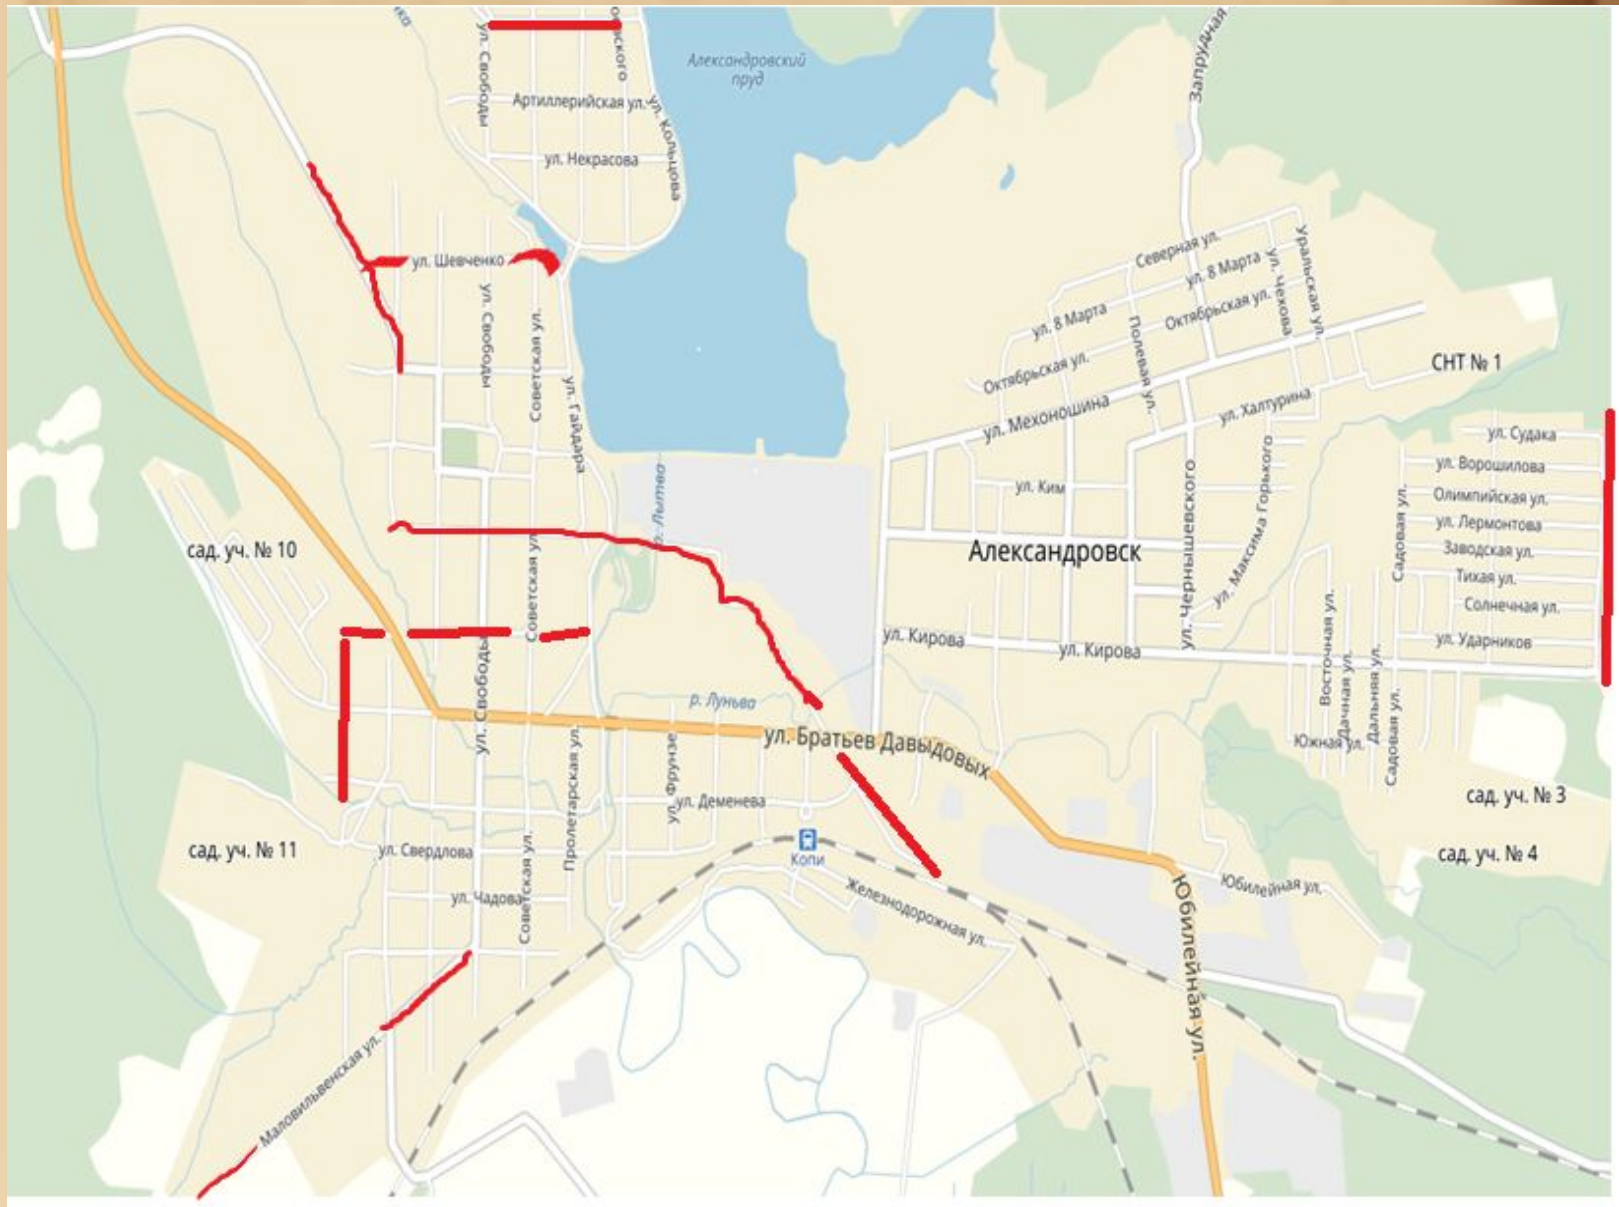 ул. Свободы
Александровский
пруд
Запрудная
Артиллерийская ул.
ул. Кольцова
ул. Некрасова
ул. Шевченко
ул. Свободы
Советская ул.
ул. Гайдара
Северная ул.
ул. 8 Марта
ул. Чехова
Уральская ул.
ул. 8 Марта
Октябрьская ул.
Полевая ул.
Октябрьская ул.
СНТ № 1
ул. Мехоношина
ул. Халтурина
ул. Судака
ул. Ворошилова
ул. Ким
Олимпийская ул.
р. Лытва
ул. Чернышевского
ул. Максима Горького
Садовая ул.
ул. Лермонтова
сад. уч. № 10
Александровск
Заводская ул.
Тихая ул.
Советская ул.
Солнечная ул.
ул. Кирова
ул. Кирова
ул. Ударников
Восточная ул.
Дачная ул.
Дальняя ул.
Садовая ул.
ул. Свободы
р. Луньва
ул. Братьев Давыдовых
Южная ул.
Пролетарская ул.
ул. Фрунзе
ул. Деменева
сад. уч. № 3
сад. уч. № 11
ул. Свердлова
Копи
сад. уч. № 4
ул. Чадова
Советская ул.
Железнодорожная ул.
Юбилейная ул.
Юбилейная ул.
Маловильвенская ул.